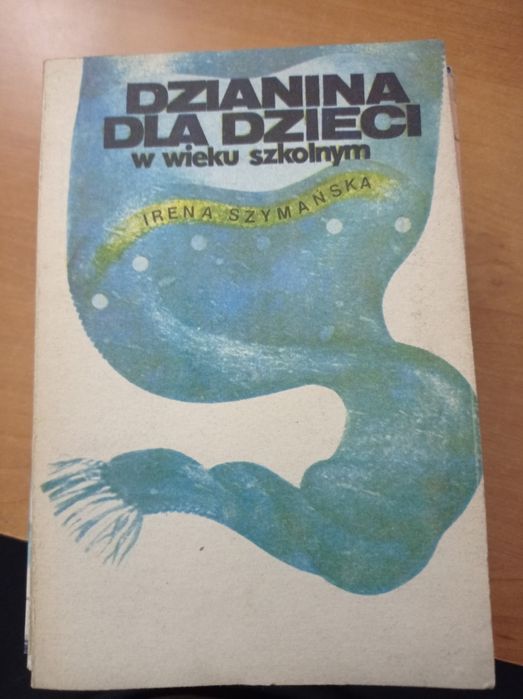 DZIANINA
DLA DZIECI
w wieku szkolnym
IRENA SZYMAŃSKA